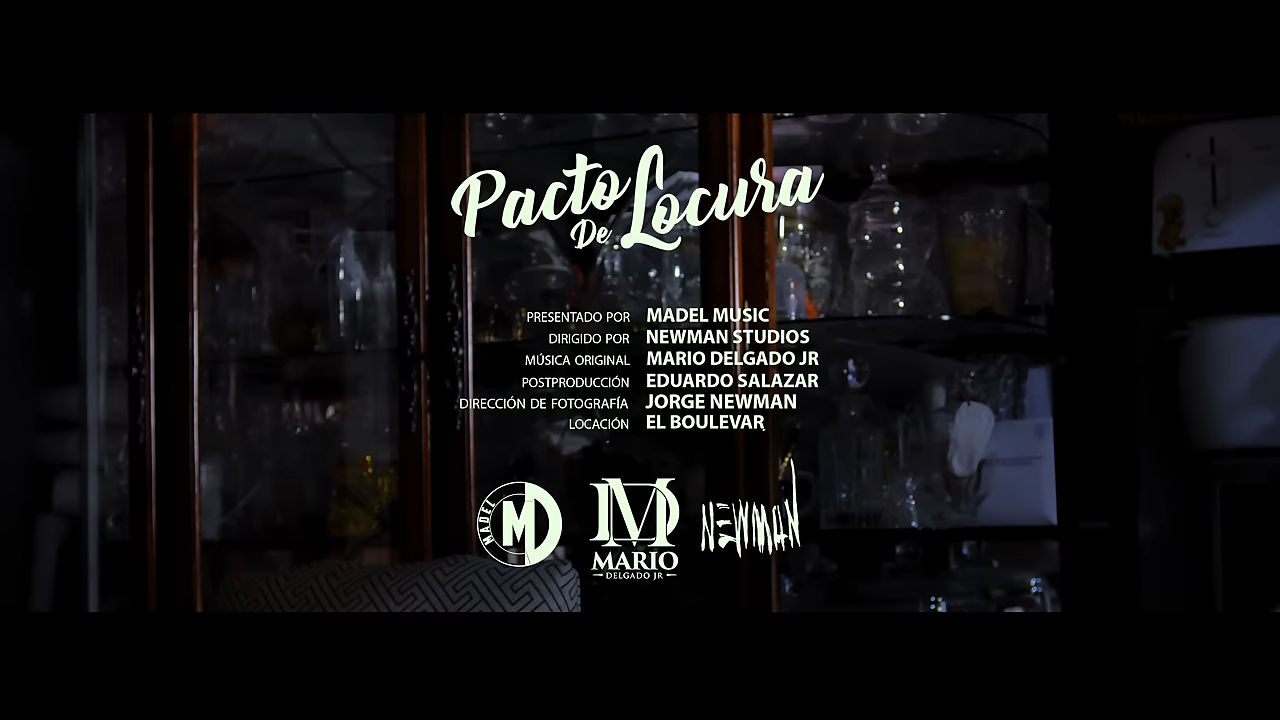 Pacto
De Locura
PRESENTADO POR MADEL MUSIC
DIRIGIDO POR NEWMAN STUDIOS
MÚSICA ORIGINAL MARIO DELGADO JR
POSTPRODUCCIÓN EDUARDO SALAZAR
DIRECCIÓN DE FOTOGRAFÍA JORGE NEWMAN
LOCACIÓN EL BOULEVAR
MADEL MD
MD
MARIO
DELGADO JR
NEWMAN